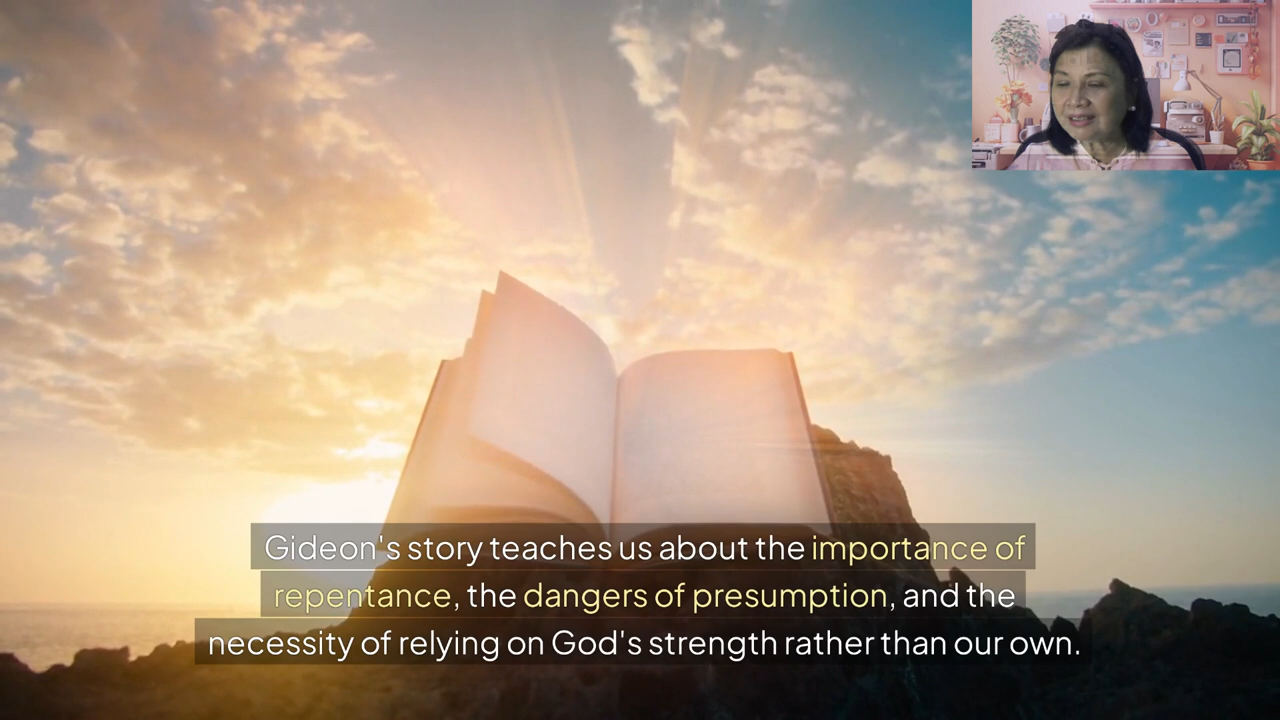 Gideon's story teaches us about the importance of
repentance, the dangers of presumption, and the
necessity of relying on God's strength rather than our own.